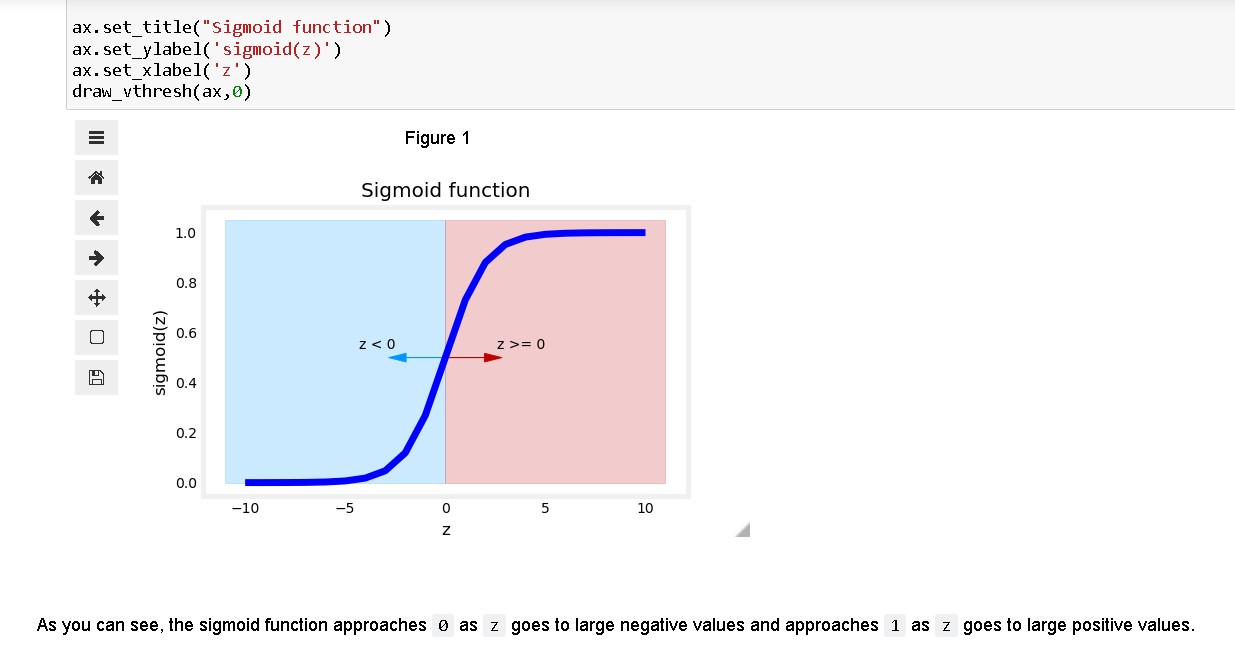 ax.set_title("Sigmoid function")
ax.set_ylabel('sigmoid(z)')
ax.set_xlabel('z')
draw_vthresh(ax,0)
Figure 1
Sigmoid function
1.0
0.8
0.6
0.4
0.2
0.0
sigmoid(z)
z < 0
z >= 0
−10 −5 0 5 10
z
As you can see, the sigmoid function approaches 0 as z goes to large negative values and approaches 1 as z goes to large positive values.